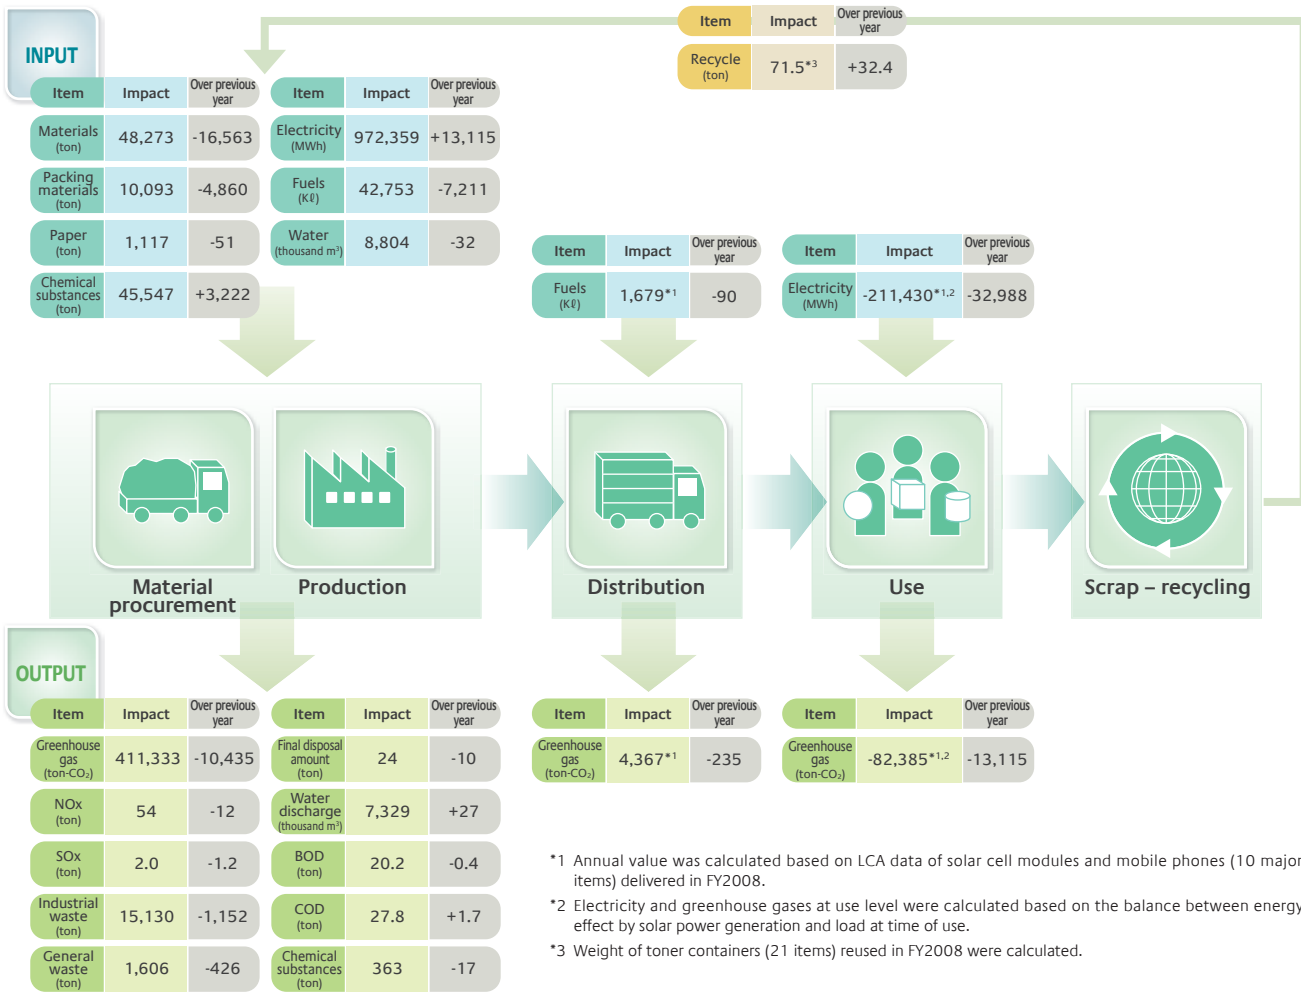 Item Impact Over previous
year
Recycle
(ton) 71.5*3 +32.4
INPUT
Item Impact Over previous
year
Materials
(ton) 48,273 -16,563
Packing
materials
(ton) 10,093 -4,860
Paper
(ton) 1,117 -51
Chemical
substances
(ton) 45,547 +3,222
Item Impact Over previous
year
Electricity
(MWh) 972,359 +13,115
Fuels
(Kℓ) 42,753 -7,211
Water
(thousand m³) 8,804 -32
Item Impact Over previous
year
Fuels
(Kℓ) 1,679*1 -90
Item Impact Over previous
year
Electricity
(MWh) -211,430*1,2 -32,988
Material
procurement
Production
Distribution
Use
Scrap – recycling
OUTPUT
Item Impact Over previous
year
Greenhouse
gas
(ton-CO₂) 411,333 -10,435
NOx
(ton) 54 -12
SOx
(ton) 2.0 -1.2
Industrial
waste
(ton) 15,130 -1,152
General
waste
(ton) 1,606 -426
Item Impact Over previous
year
Final disposal
amount
(ton) 24 -10
Water
discharge
(thousand m³) 7,329 +27
BOD
(ton) 20.2 -0.4
COD
(ton) 27.8 +1.7
Chemical
substances
(ton) 363 -17
Item Impact Over previous
year
Greenhouse
gas
(ton-CO₂) 4,367*1 -235
Item Impact Over previous
year
Greenhouse
gas
(ton-CO₂) -82,385*1,2 -13,115
*1 Annual value was calculated based on LCA data of solar cell modules and mobile phones (10 major
items) delivered in FY2008.
*2 Electricity and greenhouse gases at use level were calculated based on the balance between energy
effect by solar power generation and load at time of use.
*3 Weight of toner containers (21 items) reused in FY2008 were calculated.